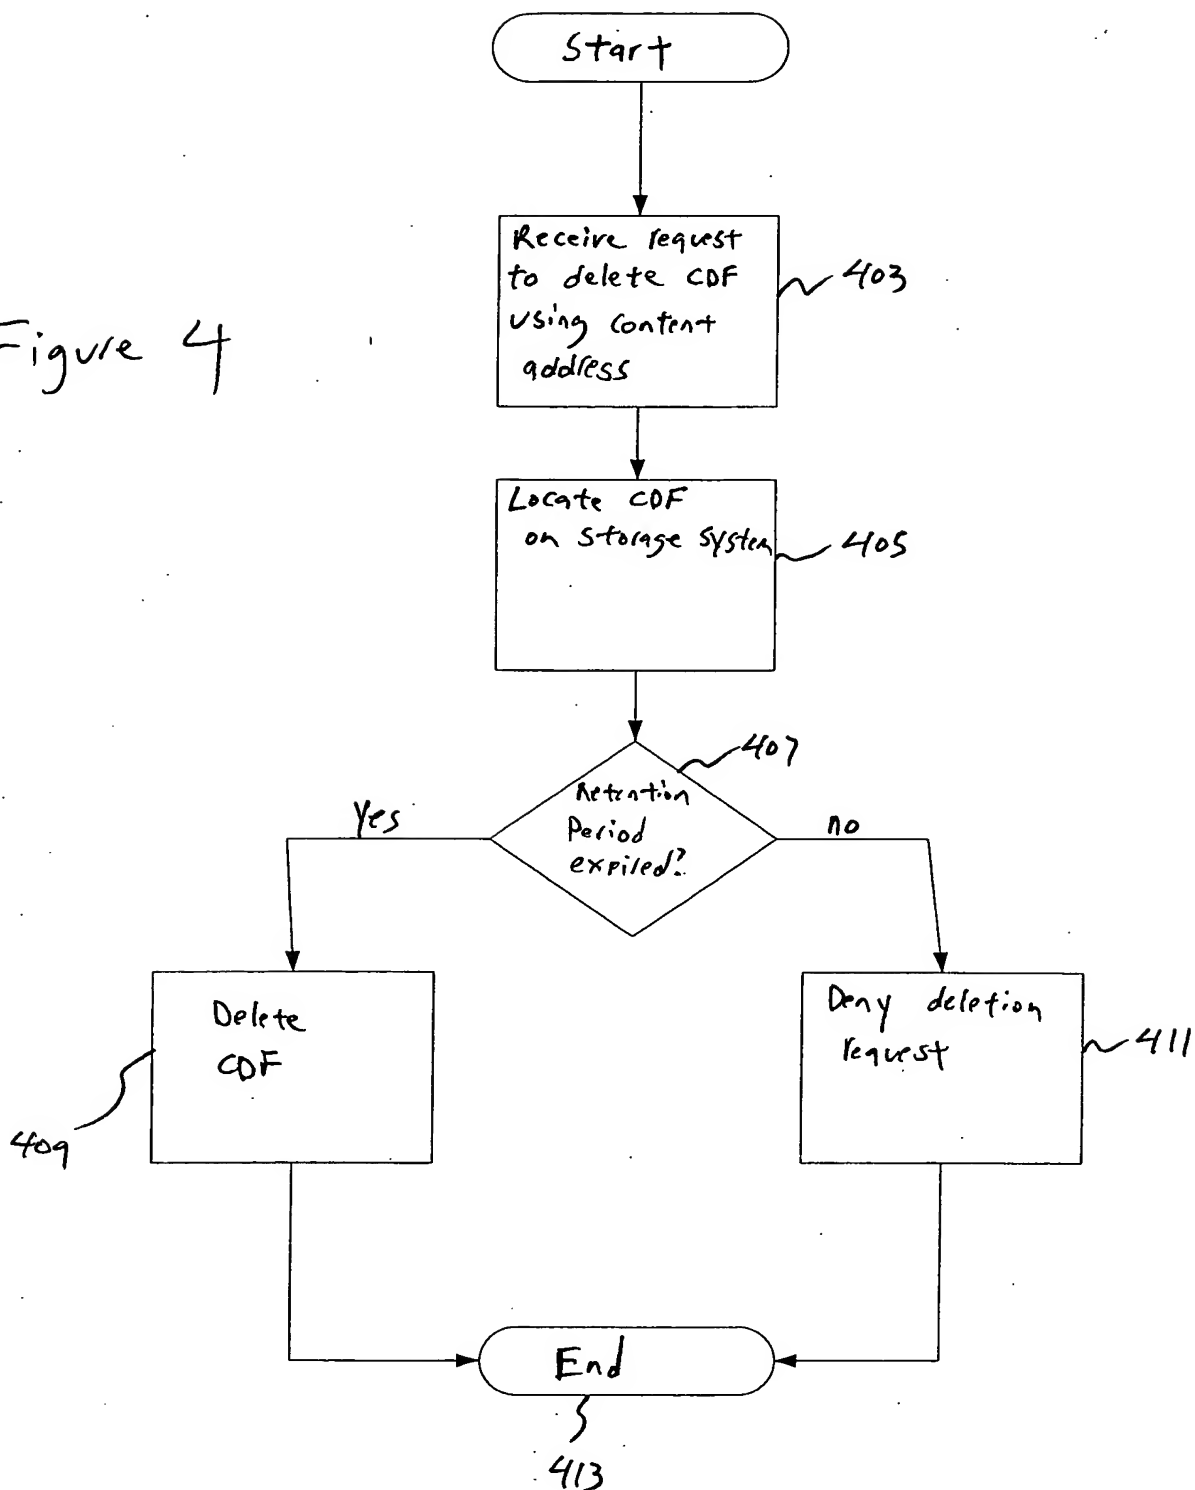 Start
Receive request
to delete CDF
using content
address
403
Figure 4
Locate CDF
on storage system
405
407
Retention
Period
expired?
Yes
no
Delete
CDF
409
Deny deletion
request
411
End
413